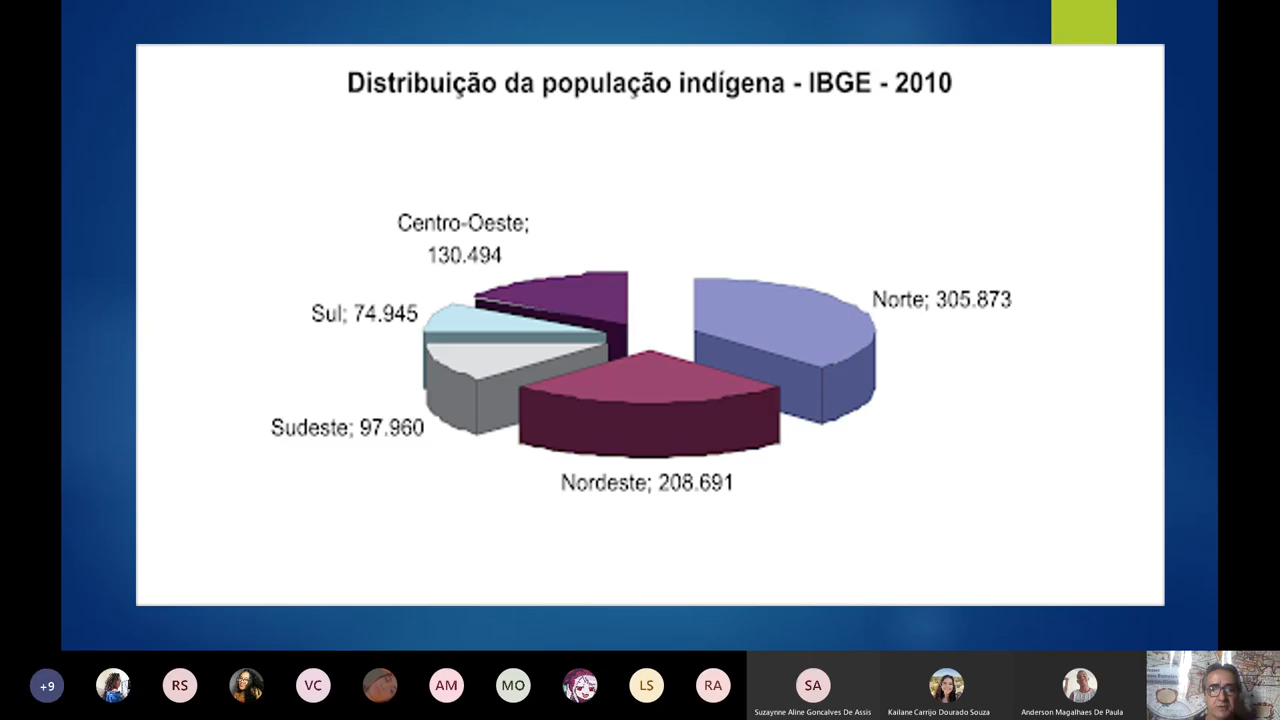 Distribuição da população indígena - IBGE - 2010
Centro-Oeste;
130.494
Norte; 305.873
Sul; 74.945
Sudeste; 97.960
Nordeste; 208.691
+9
RS
VC
AM
MO
LS
RA
SA
Suzaynne Aline Goncalves De Assis
Kailane Carrijo Dourado Souza
Anderson Magalhaes De Paula